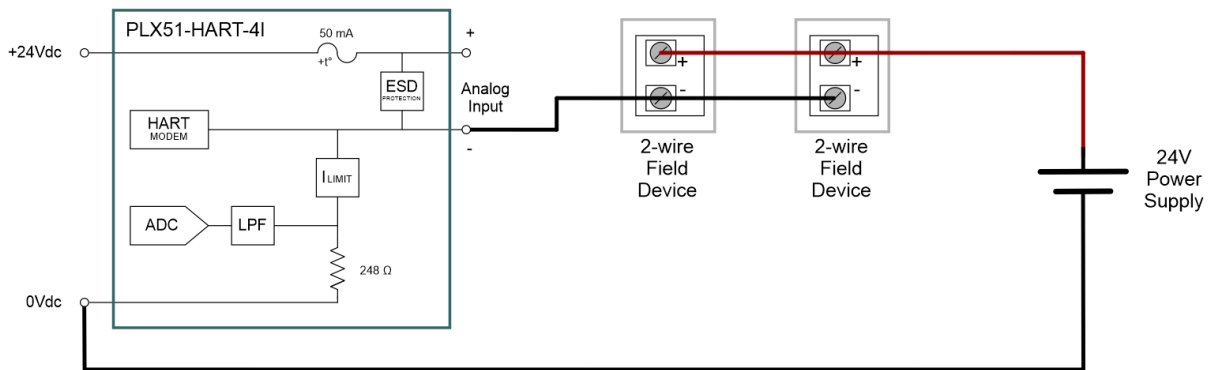 PLX51-HART-4I
50 mA
+t°
+24Vdc
+
ESD
PROTECTION
Analog
Input
-
HART
MODEM
I LIMIT
ADC
LPF
248 Ω
0Vdc
+
-
2-wire
Field
Device
+
-
2-wire
Field
Device
24V
Power
Supply